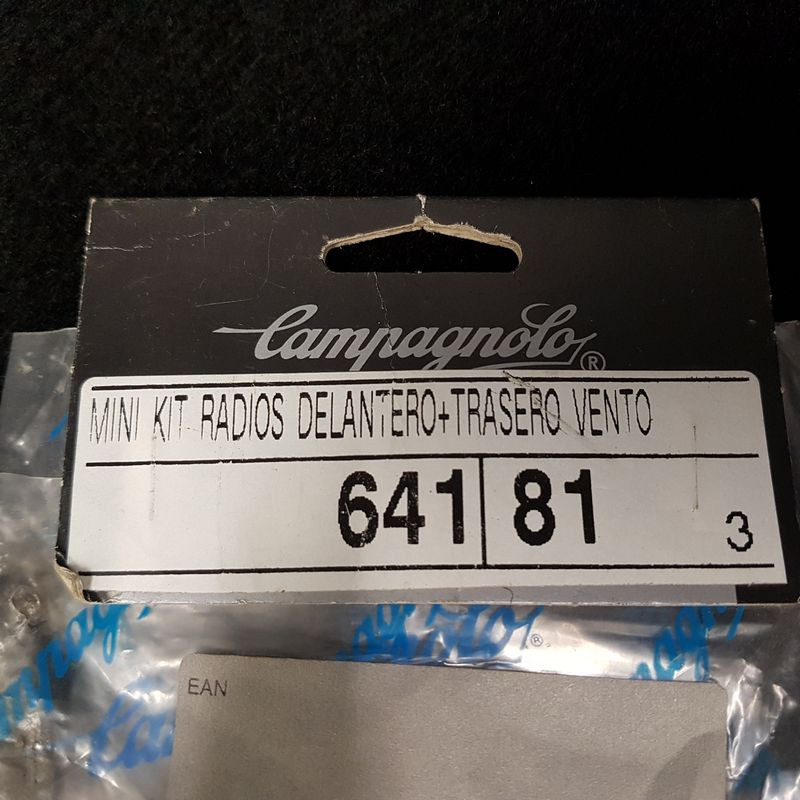 Campagnolo®
MINI KIT RADIOS DELANTERO+TRASERO VENTO
641 81 3
EAN